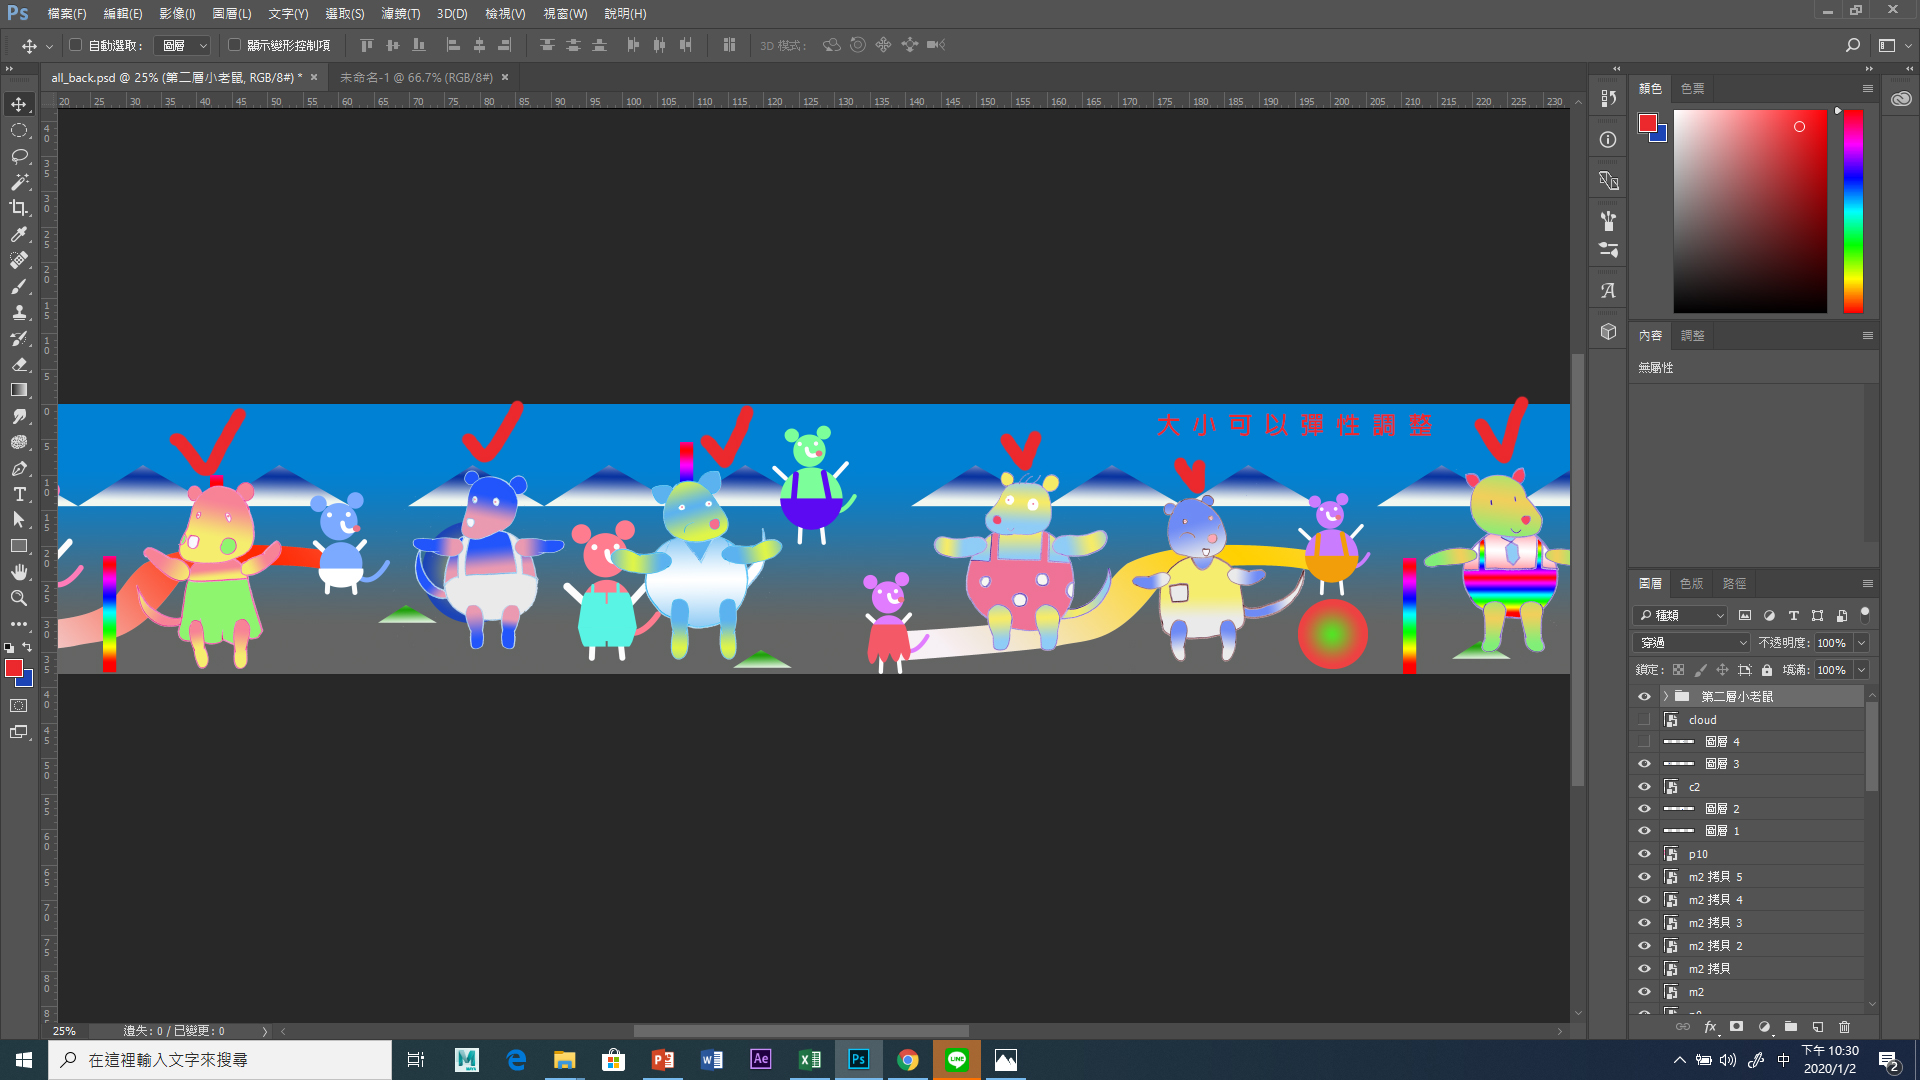 Ps 檔案(F) 編輯(E) 影像(I) 圖層(L) 文字(Y) 選取(S) 濾鏡(T) 3D(D) 檢視(V) 視窗(W) 說明(H)
自動選取: 圖層 顯示變形控制項 3D 模式:
all_back.psd @ 25% (第二層小老鼠, RGB/8#) * × 未命名-1 @ 66.7% (RGB/8#) ×
20 25 30 35 40 45 50 55 60 65 70 75 80 85 90 95 100 105 110 115 120 125 130 135 140 145 150 155 160 165 170 175 180 185 190 195 200 205 210 215 220 225 230
大小可以彈性調整
顏色 色票
內容 調整
無屬性
圖層 色版 路徑
種類
穿過 不透明度: 100%
鎖定: 填滿: 100%
第二層小老鼠
cloud
圖層 4
圖層 3
c2
圖層 2
圖層 1
p10
m2 拷貝 5
m2 拷貝 4
m2 拷貝 3
m2 拷貝 2
m2 拷貝
m2
25% 遺失: 0 / 已變更: 0
在這裡輸入文字來搜尋
Ae
Ps
LINE
中
下午 10:30
2020/1/2
2